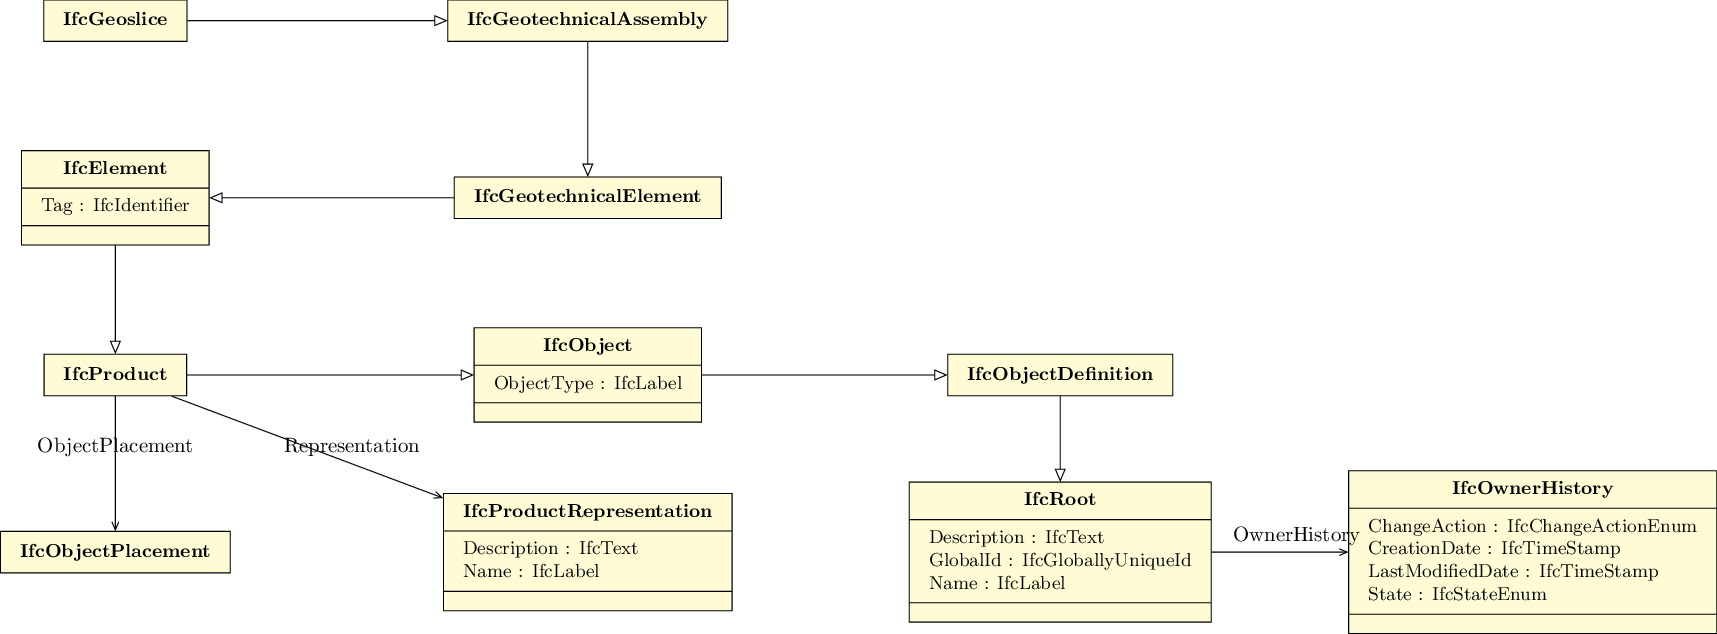 IfcGeoslice
IfcGeotechnicalAssembly
IfcElement
Tag : IfcIdentifier
IfcGeotechnicalElement
IfcProduct
IfcObject
ObjectType : IfcLabel
IfcObjectDefinition
ObjectPlacement
Representation
IfcObjectPlacement
IfcProductRepresentation
Description : IfcText
Name : IfcLabel
IfcRoot
Description : IfcText
GlobalId : IfcGloballyUniqueId
Name : IfcLabel
OwnerHistory
IfcOwnerHistory
ChangeAction : IfcChangeActionEnum
CreationDate : IfcTimeStamp
LastModifiedDate : IfcTimeStamp
State : IfcStateEnum